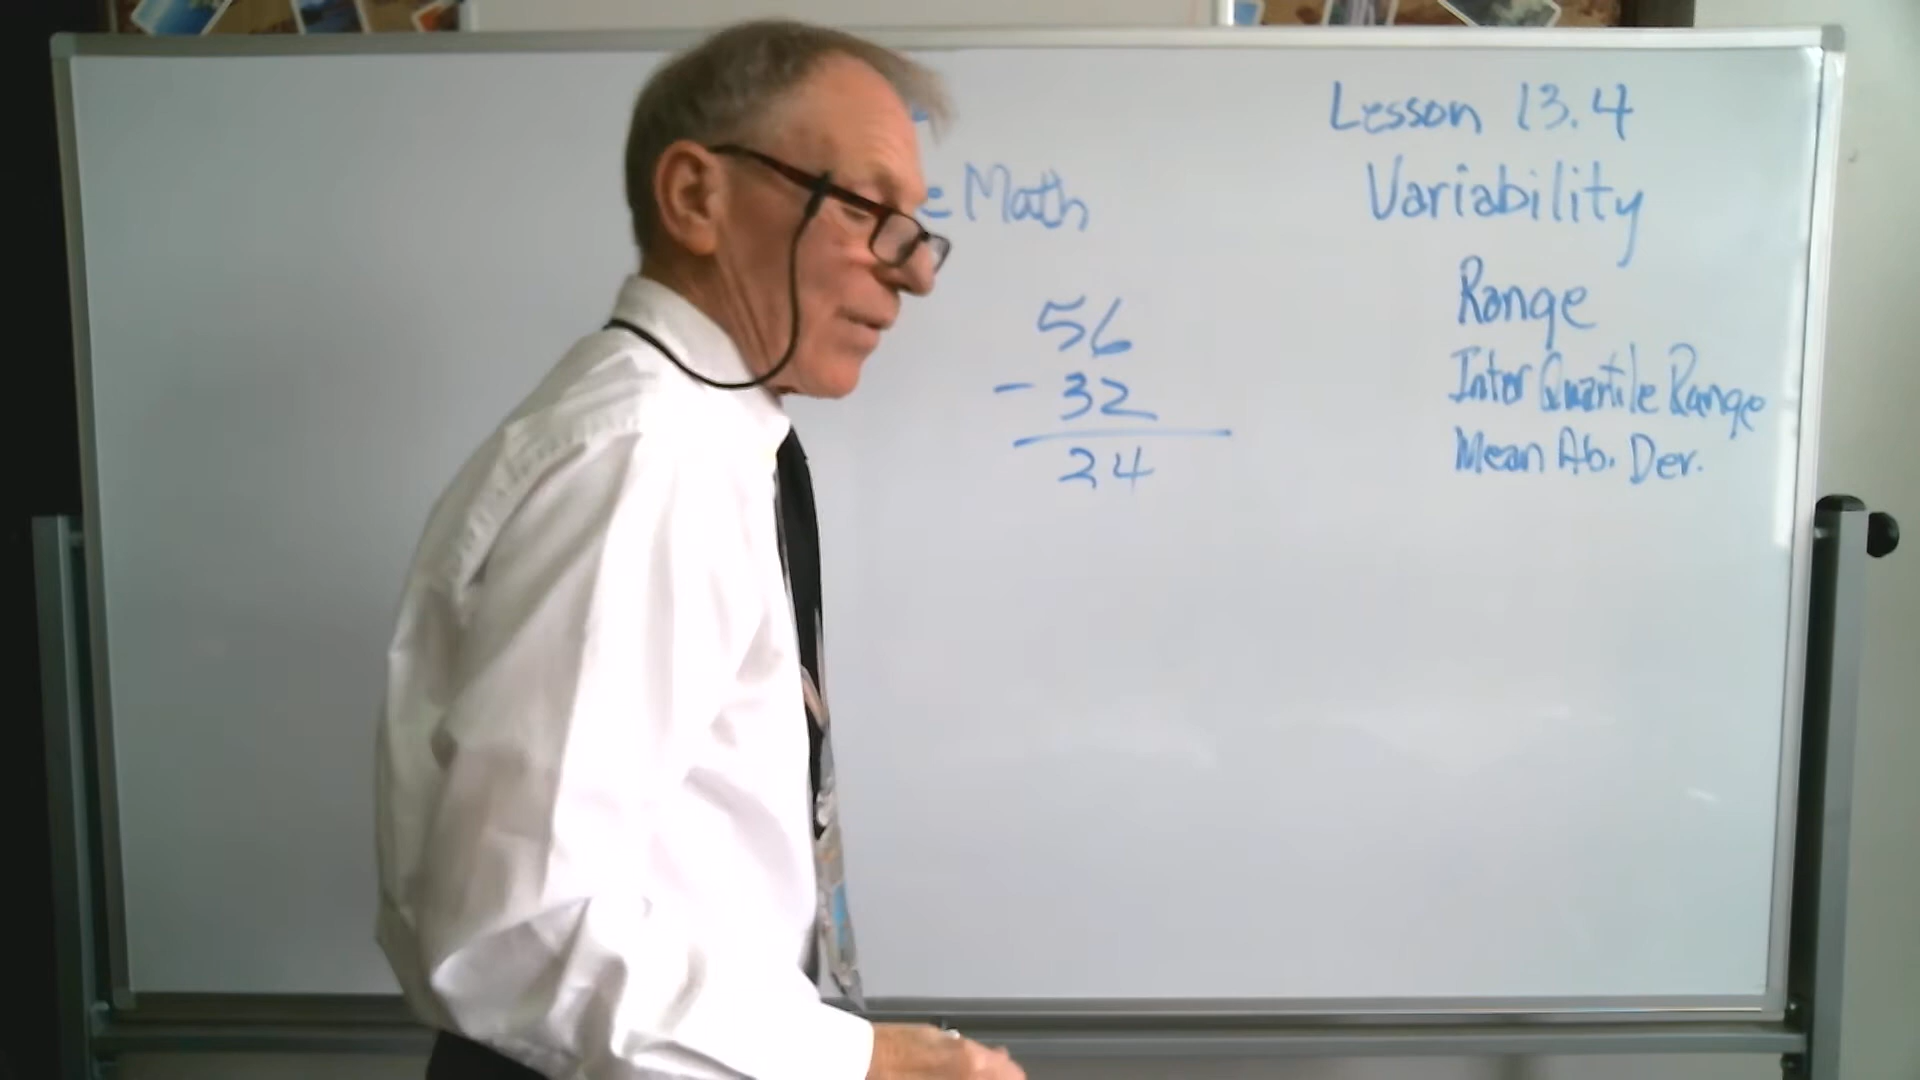 Lesson 13.4
Variability
= Math
Range
56
Inter Quartile Range
- 32
Mean Ab. Dev.
24